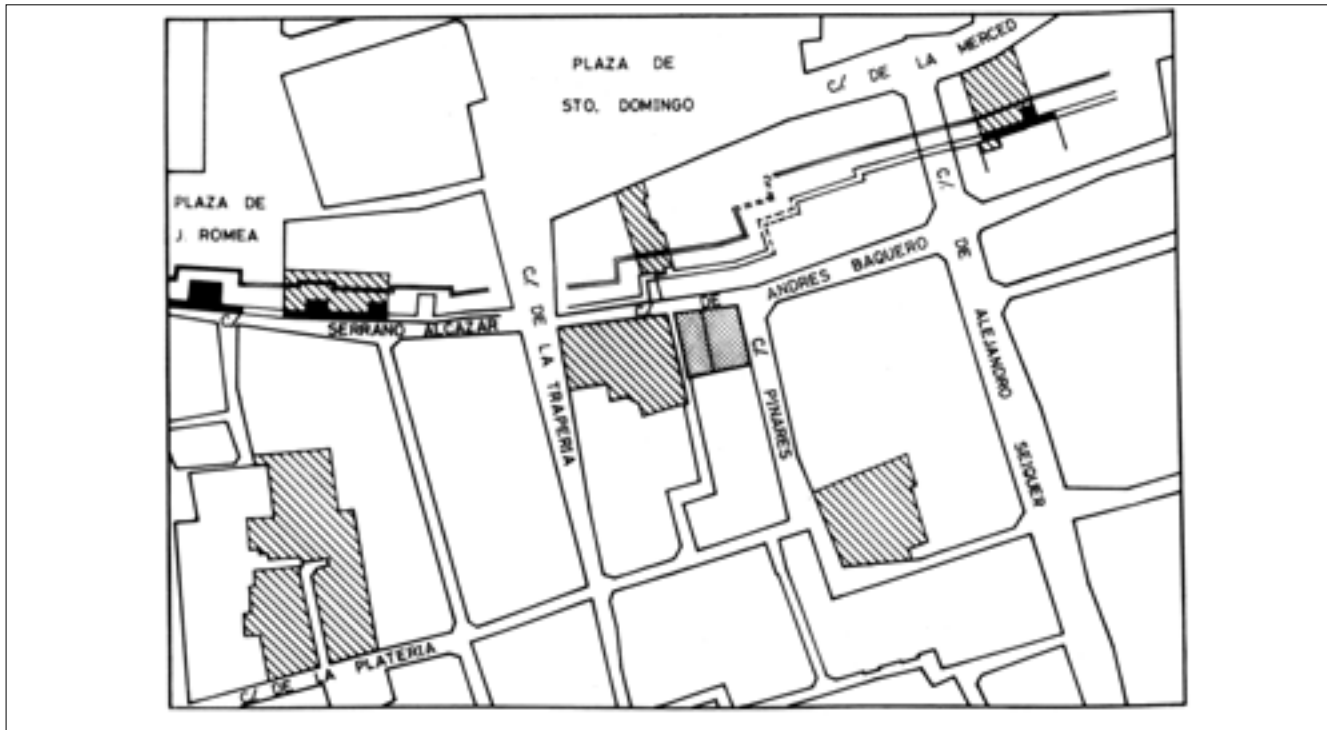 PLAZA DE
STO. DOMINGO
C/. DE LA MERCED
PLAZA DE
J. ROMEA
C/. SERRANO ALCAZAR
C/. DE LA TRAPERIA
C/. DE ANDRES BAQUERO
C/. PINARES
C/. DE ALEJANDRO SEIQUER
C/. DE LA PLATERIA